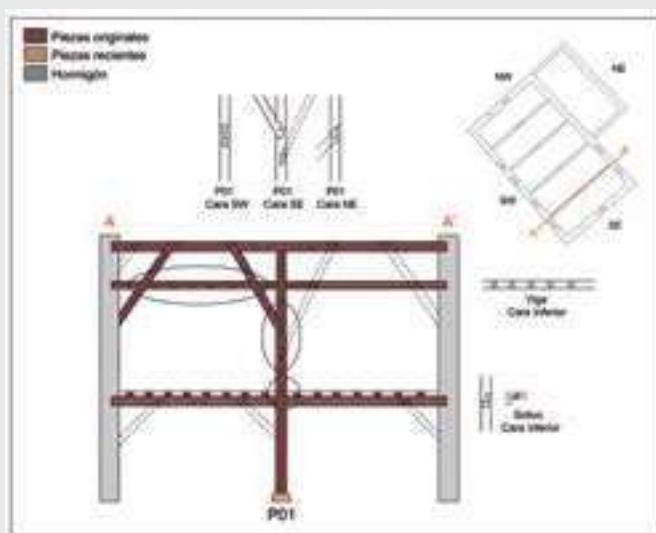 Piezas originales
Piezas recientes
Hormigón
NW
NE
SW
SE
A
A'
P01
Cara SW
P01
Cara SE
P01
Cara NE
A
A'
Viga
Cara inferior
Cara inferior
P01